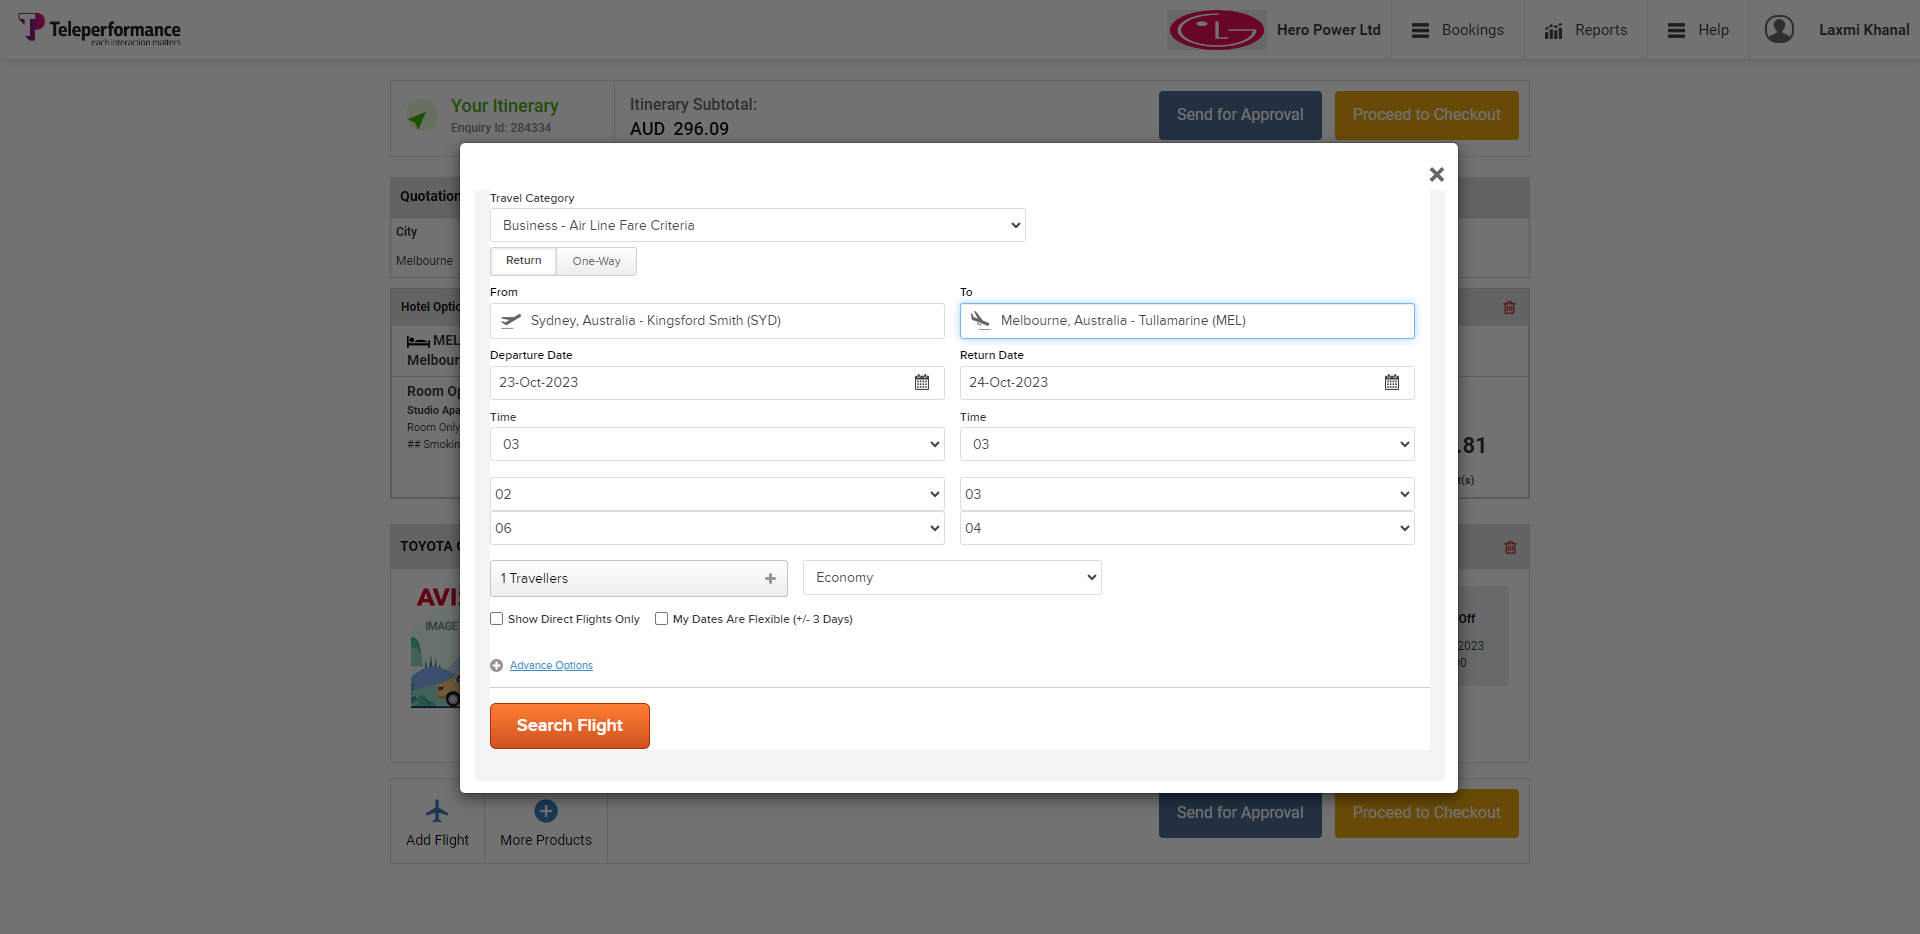 Teleperformance
each interaction matters
LG
Hero Power Ltd
Bookings
Reports
Help
Laxmi Khanal
Your Itinerary
Enquiry Id: 284334
Itinerary Subtotal:
AUD 296.09
Send for Approval
Proceed to Checkout
Quotation
City
Melbourne
Hotel Optio
MEL
Melbour
Room Op
Studio Apa
Room Only
## Smokin
.81
t(s)
TOYOTA C
AVIS
IMAGE
Off
2023
00
Travel Category
Business - Air Line Fare Criteria
Return
One-Way
From
To
Sydney, Australia - Kingsford Smith (SYD)
Melbourne, Australia - Tullamarine (MEL)
Departure Date
Return Date
23-Oct-2023
24-Oct-2023
Time
Time
03
03
02
03
06
04
1 Travellers
Economy
Show Direct Flights Only
My Dates Are Flexible (+/- 3 Days)
Advance Options
Search Flight
Add Flight
More Products
Send for Approval
Proceed to Checkout